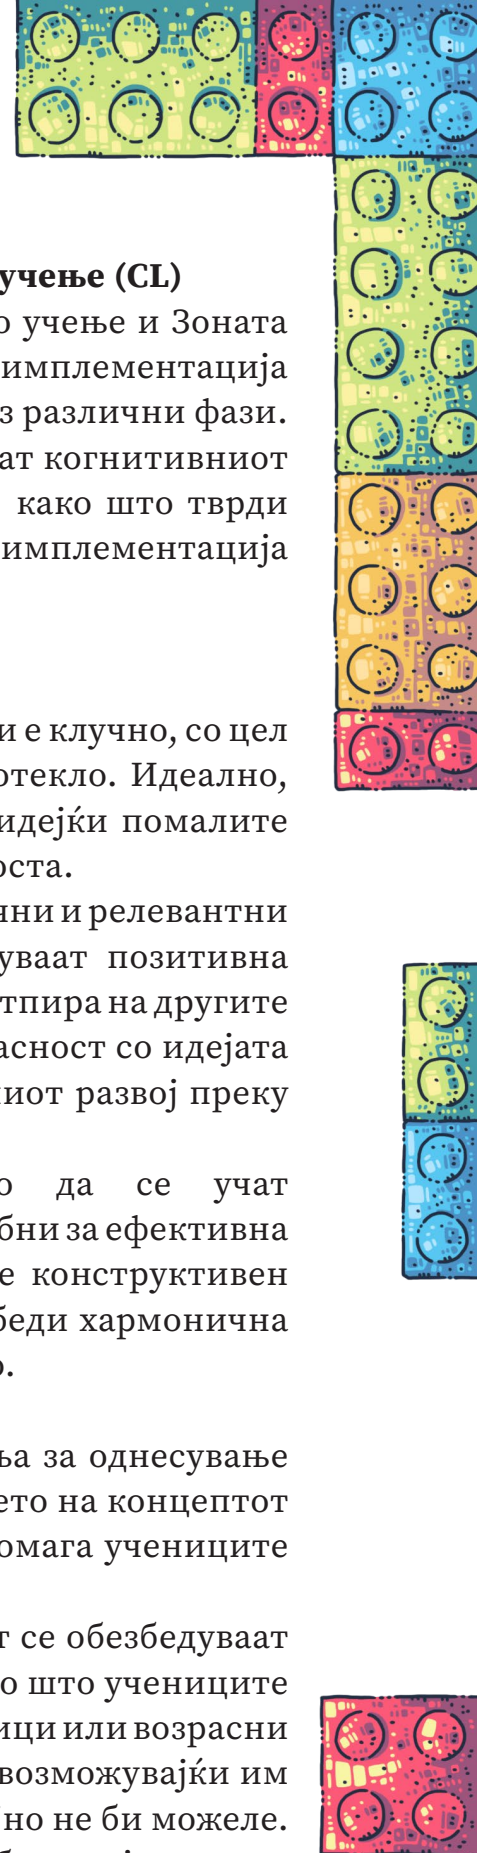 учење (CL)
о учење и Зоната
имплементација
з различни фази.
ат когнитивниот
како што тврди
имплементација
и е клучно, со цел
отекло. Идеално,
идејќи помалите
оста.
чни и релевантни
уваат позитивна
тпира на другите
асност со идејата
ниот развој преку
о да се учат
бни за ефективна
е конструктивен
беди хармонична
о.
ња за однесување
ето на концептот
омага учениците
т се обезбедуваат
о што учениците
ици или возрасни
возможувајќи им
но не би можеле.